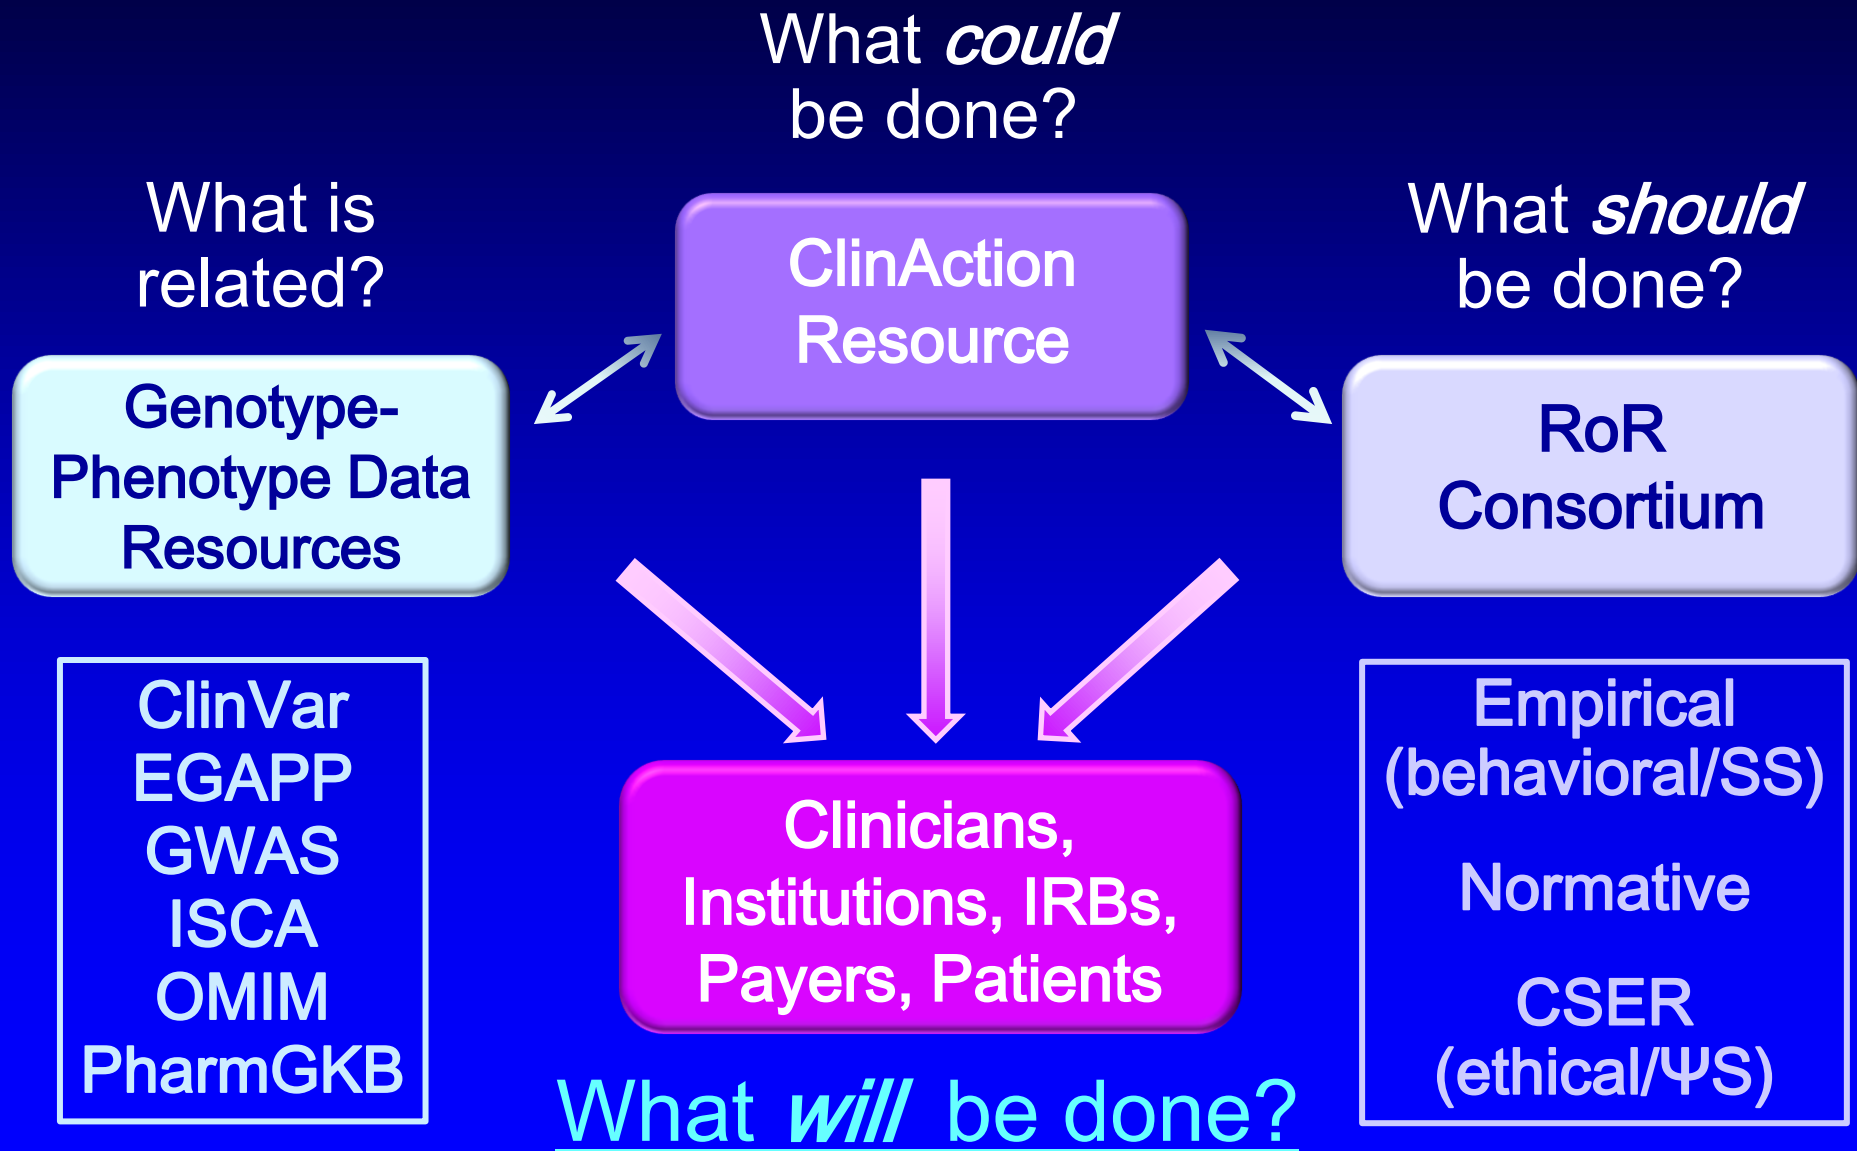 What could
be done?
What is
related?
ClinAction
Resource
What should
be done?
Genotype-
Phenotype Data
Resources
RoR
Consortium
ClinVar
EGAPP
GWAS
ISCA
OMIM
PharmGKB
Clinicians,
Institutions, IRBs,
Payers, Patients
Empirical
(behavioral/SS)
Normative
CSER
(ethical/ΨS)
What will be done?